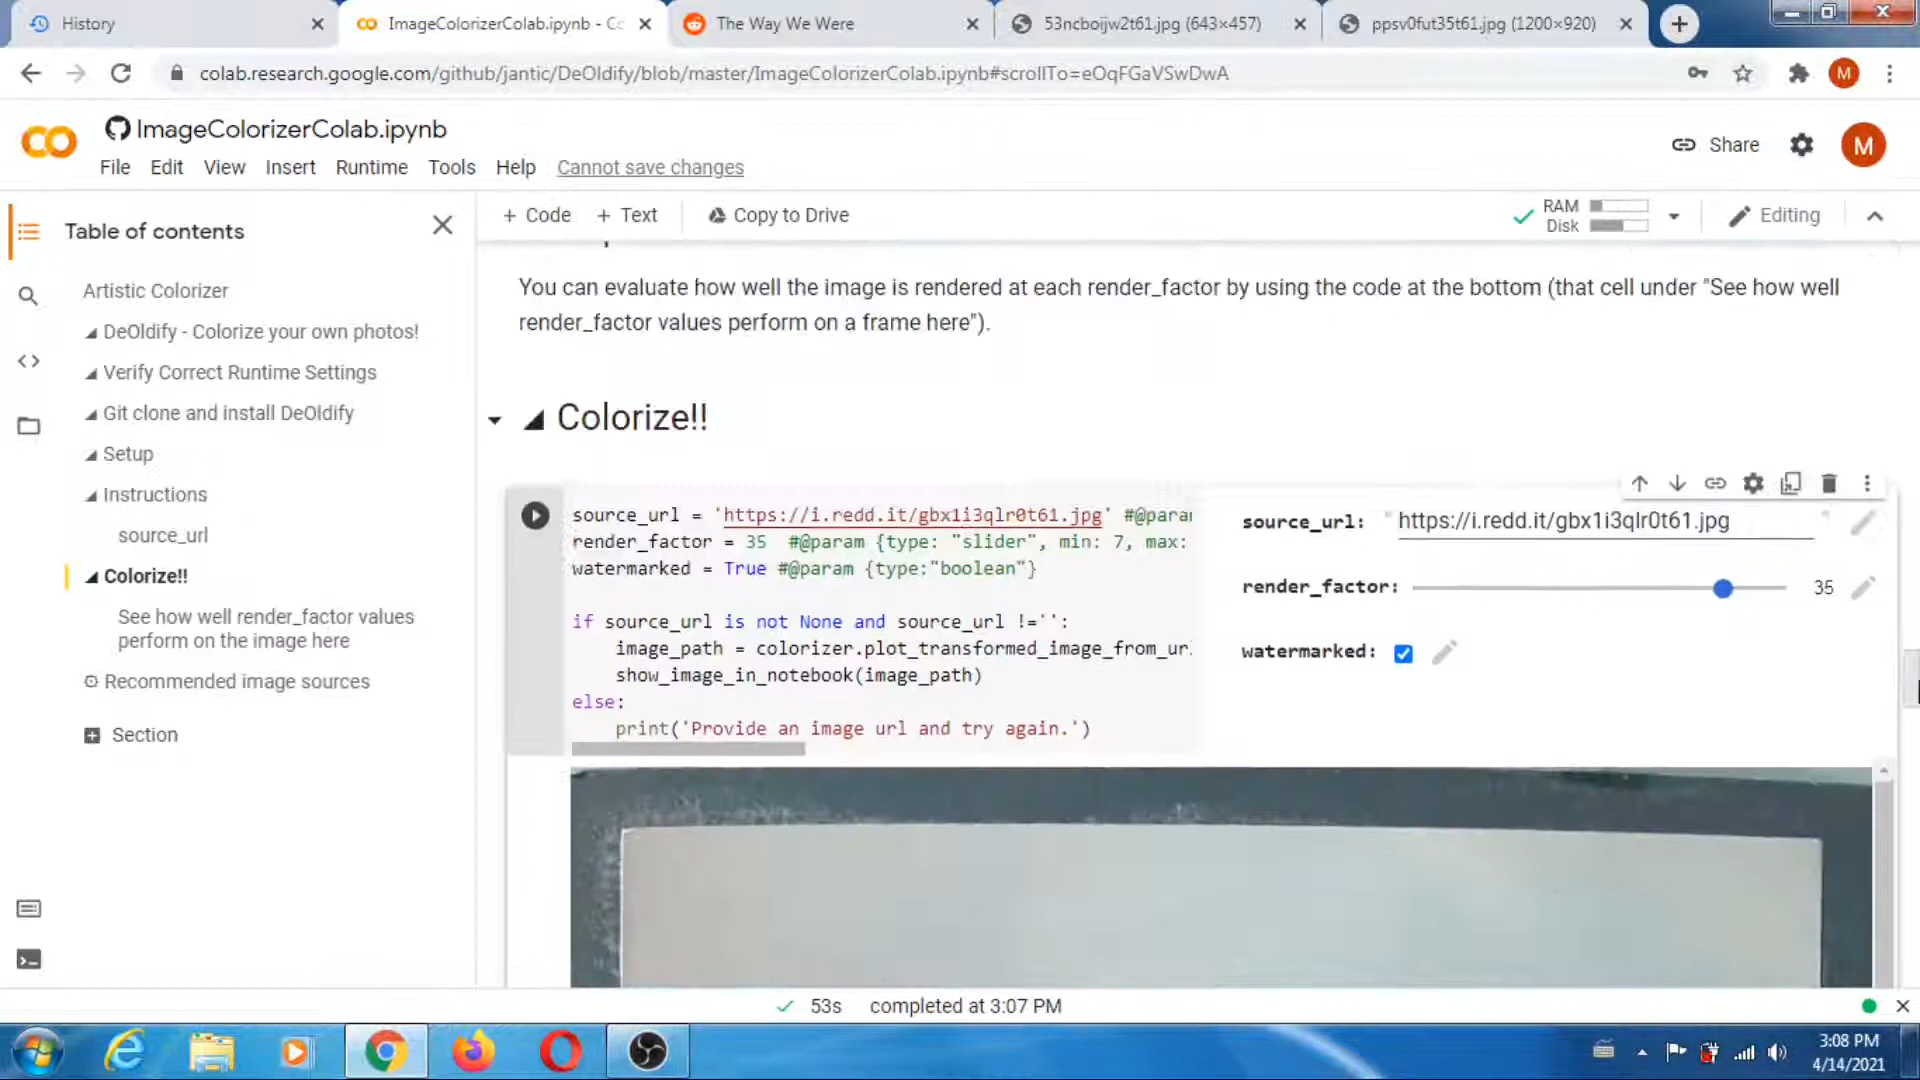 History
ImageColorizerColab.ipynb - Co
The Way We Were
53ncboijw2t61.jpg (643×457)
ppsv0fut35t61.jpg (1200×920)
colab.research.google.com/github/jantic/DeOldify/blob/master/ImageColorizerColab.ipynb#scrollTo=eOqFGaVSwDwA
M
ImageColorizerColab.ipynb
Share
M
File Edit View Insert Runtime Tools Help Cannot save changes
+ Code + Text Copy to Drive
RAM
Disk
Editing
Table of contents
Artistic Colorizer
DeOldify - Colorize your own photos!
Verify Correct Runtime Settings
Git clone and install DeOldify
Setup
Instructions
source_url
Colorize!!
See how well render_factor values
perform on the image here
Recommended image sources
Section
You can evaluate how well the image is rendered at each render_factor by using the code at the bottom (that cell under "See how well
render_factor values perform on a frame here").
Colorize!!
source_url = 'https://i.redd.it/gbx1i3qlr0t61.jpg' #@param
render_factor = 35 #@param {type: "slider", min: 7, max:
watermarked = True #@param {type:"boolean"}
if source_url is not None and source_url !='':
image_path = colorizer.plot_transformed_image_from_ur
show_image_in_notebook(image_path)
else:
print('Provide an image url and try again.')
source_url: " https://i.redd.it/gbx1i3qlr0t61.jpg "
render_factor: 35
watermarked:
53s completed at 3:07 PM
3:08 PM
4/14/2021